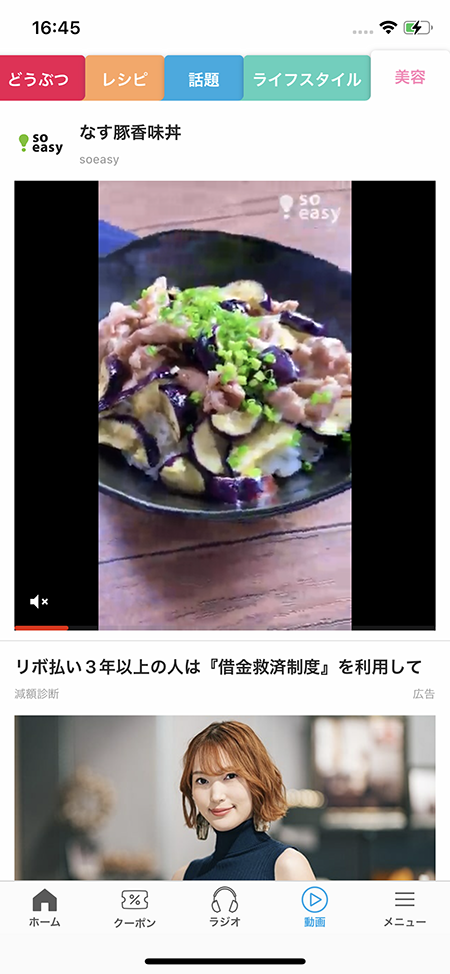 16:45
どうぶつ
レシピ
話題
ライフスタイル
美容
so
easy
なす豚香味丼
soeasy
so
easy
リボ払い３年以上の人は『借金救済制度』を利用して
減額診断
広告
ホーム
クーポン
ラジオ
動画
メニュー